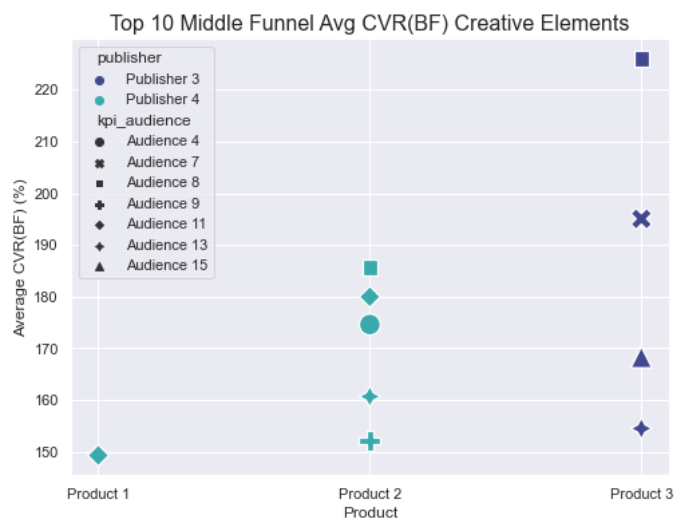 Top 10 Middle Funnel Avg CVR(BF) Creative Elements
publisher
Publisher 3
Publisher 4
kpi_audience
Audience 4
Audience 7
Audience 8
Audience 9
Audience 11
Audience 13
Audience 15
Average CVR(BF) (%)
220
210
200
190
180
170
160
150
Product 1
Product 2
Product 3
Product